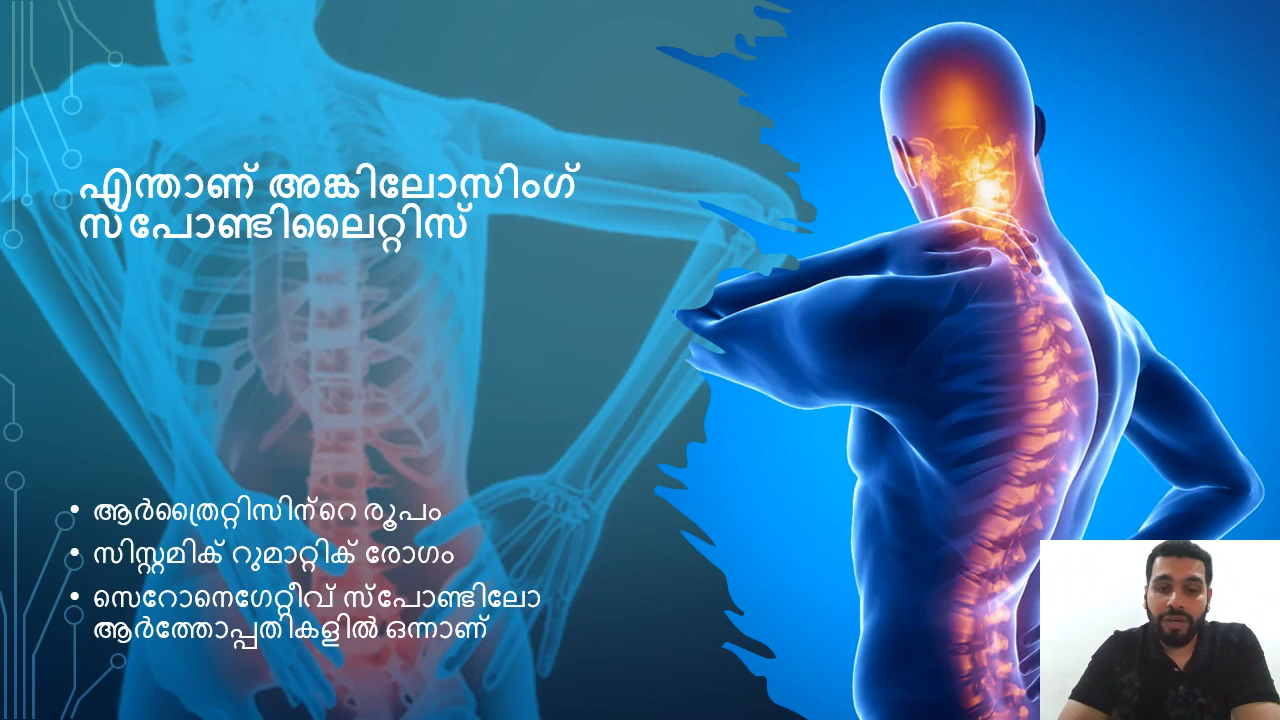 എന്താണ് അങ്കിലോസിംഗ്
സ്പോണ്ടിലൈറ്റിസ്
• ആർത്രൈറ്റിസിന്റെ രൂപം
• സിസ്റ്റമിക് റുമാറ്റിക് രോഗം
• സെറോനെഗേറ്റീവ് സ്പോണ്ടിലോ
ആർത്തോപ്പതികളിൽ ഒന്നാണ്